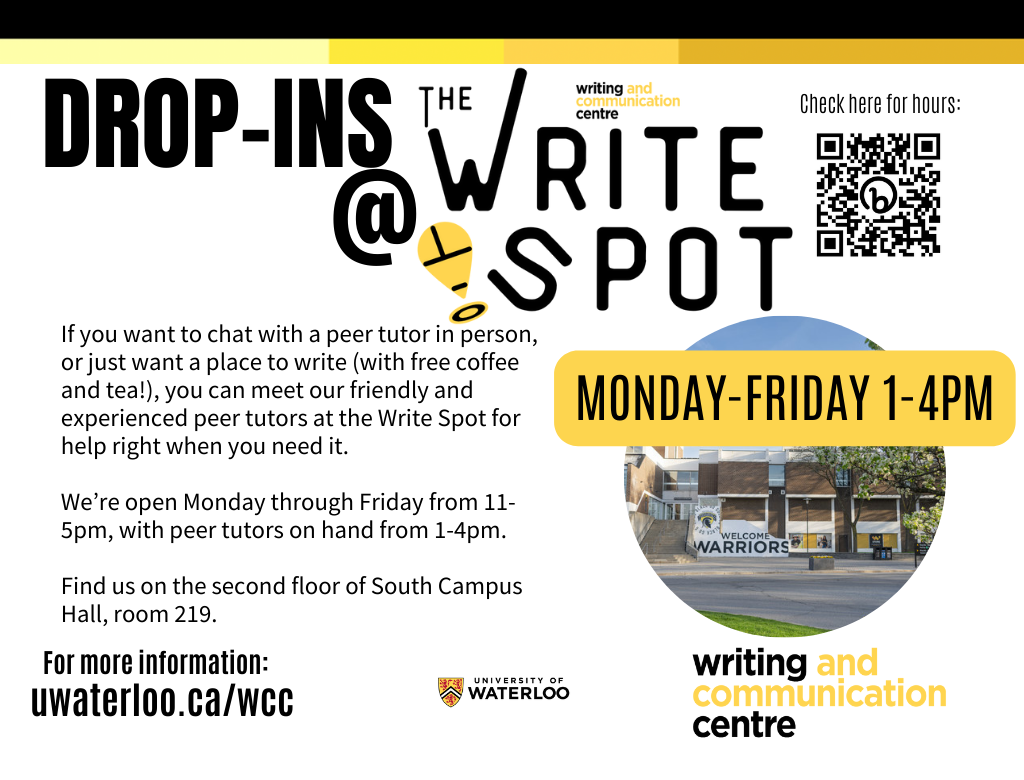 DROP-INS
@
THE
WRITE
SPOT
writing and
communication
centre
Check here for hours:
If you want to chat with a peer tutor in person,
or just want a place to write (with free coffee
and tea!), you can meet our friendly and
experienced peer tutors at the Write Spot for
help right when you need it.
We’re open Monday through Friday from 11-
5pm, with peer tutors on hand from 1-4pm.
Find us on the second floor of South Campus
Hall, room 219.
MONDAY-FRIDAY 1-4PM
WELCOME
WARRIORS
For more information:
uwaterloo.ca/wcc
UNIVERSITY OF
WATERLOO
writing and
communication
centre